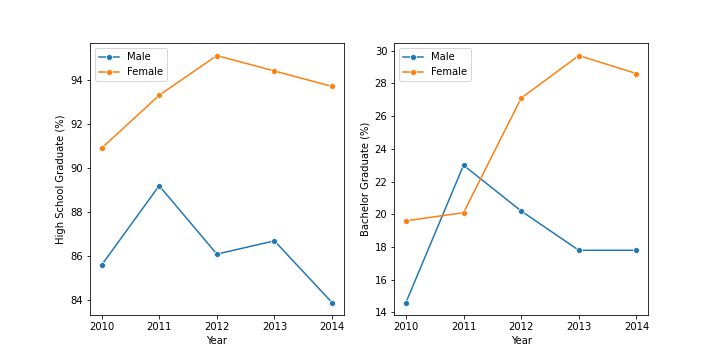 Male
Female
High School Graduate (%)
94
92
90
88
86
84
2010 2011 2012 2013 2014
Year
Male
Female
Bachelor Graduate (%)
30
28
26
24
22
20
18
16
14
2010 2011 2012 2013 2014
Year